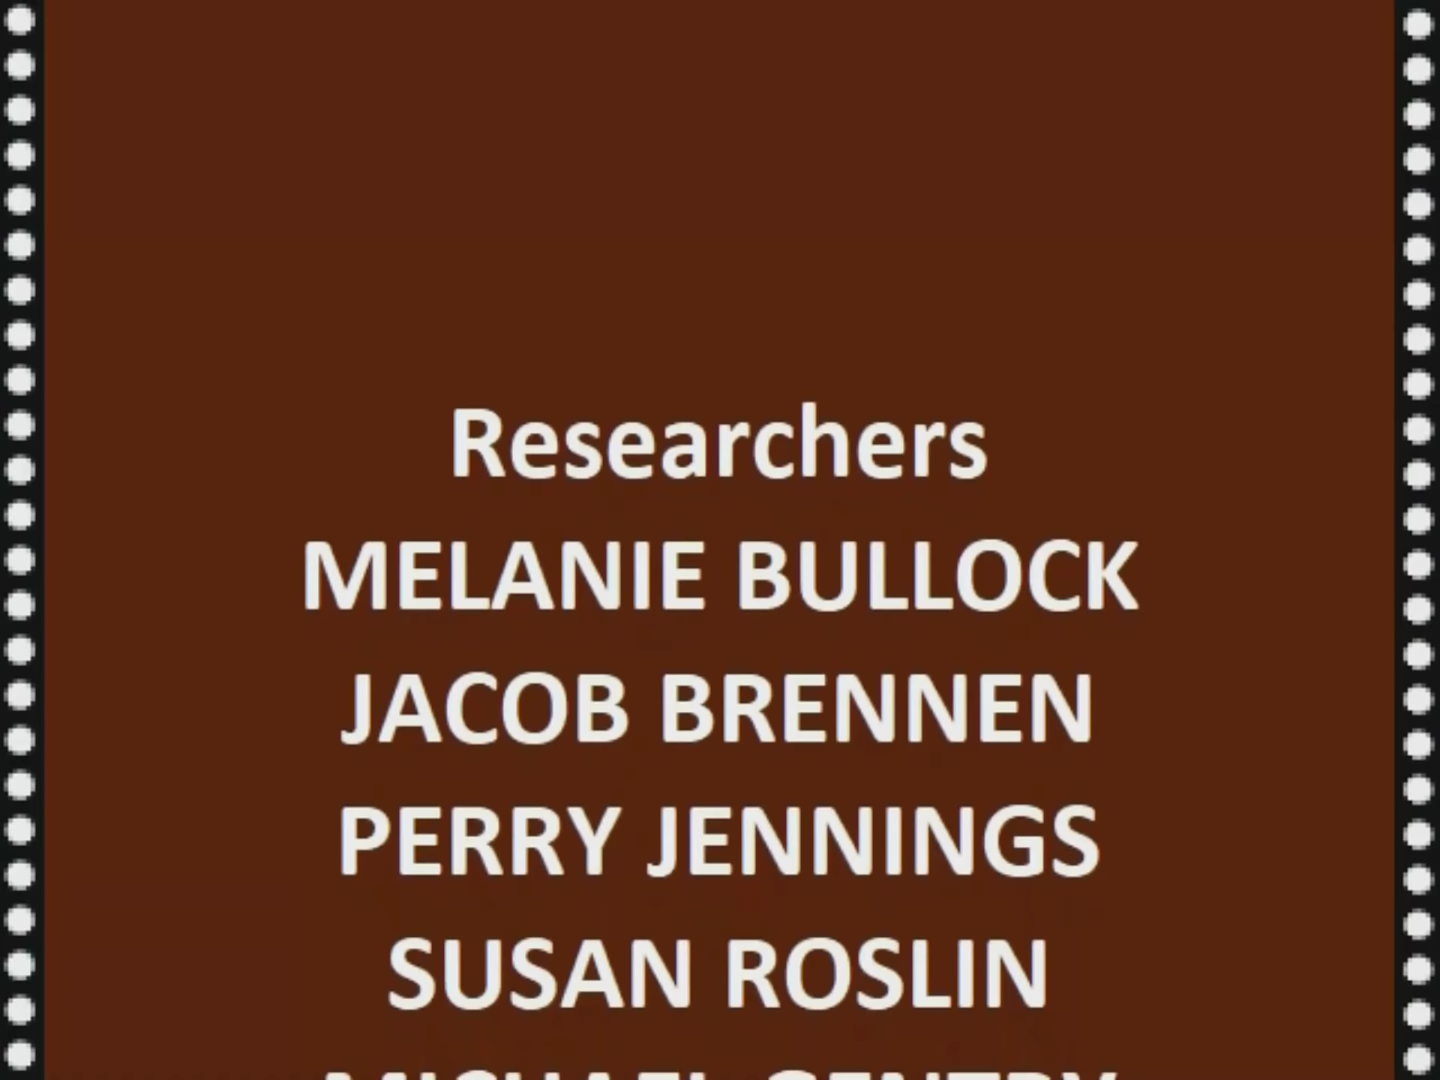 Researchers
MELANIE BULLOCK
JACOB BRENNEN
PERRY JENNINGS
SUSAN ROSLIN